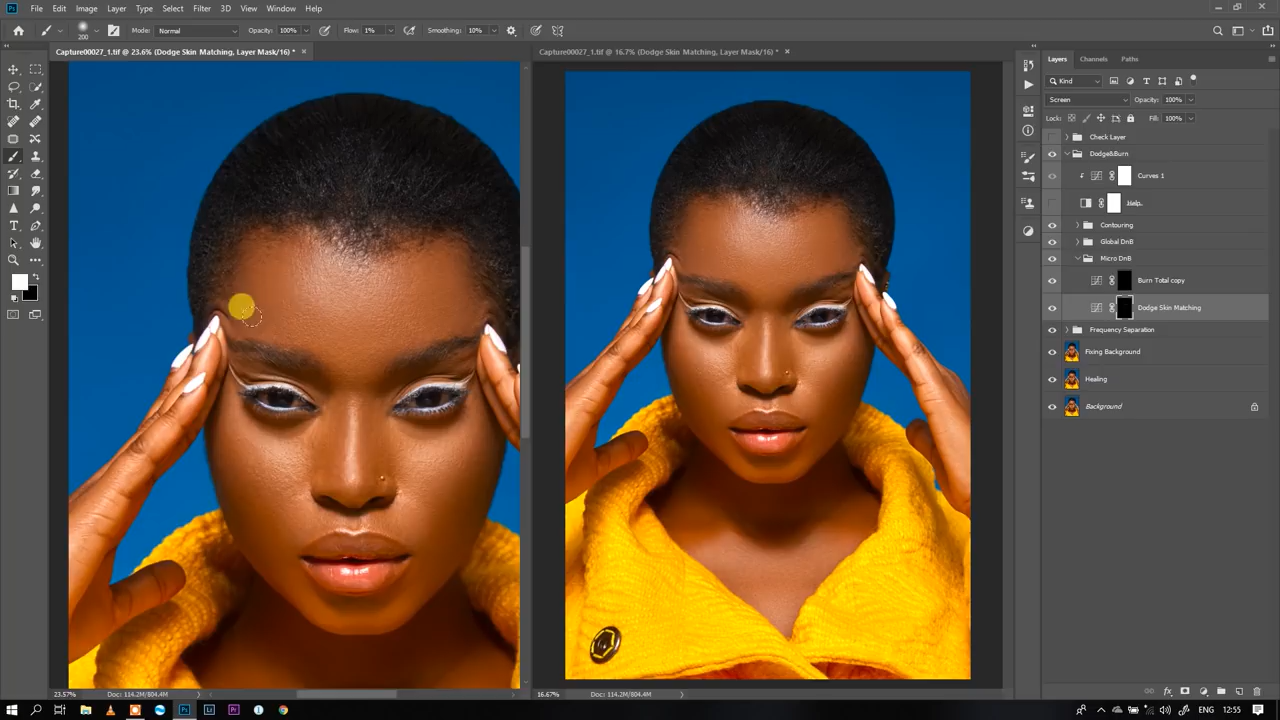 File Edit Image Layer Type Select Filter 3D View Window Help
200 Mode: Normal Opacity: 100% Flow: 1% Smoothing: 10%
Capture00027_1.tif @ 23.6% (Dodge Skin Matching, Layer Mask/16) * ×
Capture00027_1.tif @ 16.7% (Dodge Skin Matching, Layer Mask/16) * ×
Layers Channels Paths
Kind
Screen Opacity: 100%
Lock: Fill: 100%
Check Layer
Dodge&Burn
Curves 1
Help..
Contouring
Global DnB
Micro DnB
Burn Total copy
Dodge Skin Matching
Frequency Separation
Fixing Background
Healing
Background
23.57% Doc: 114.2M/804.4M
16.67% Doc: 114.2M/804.4M
ENG 12:55